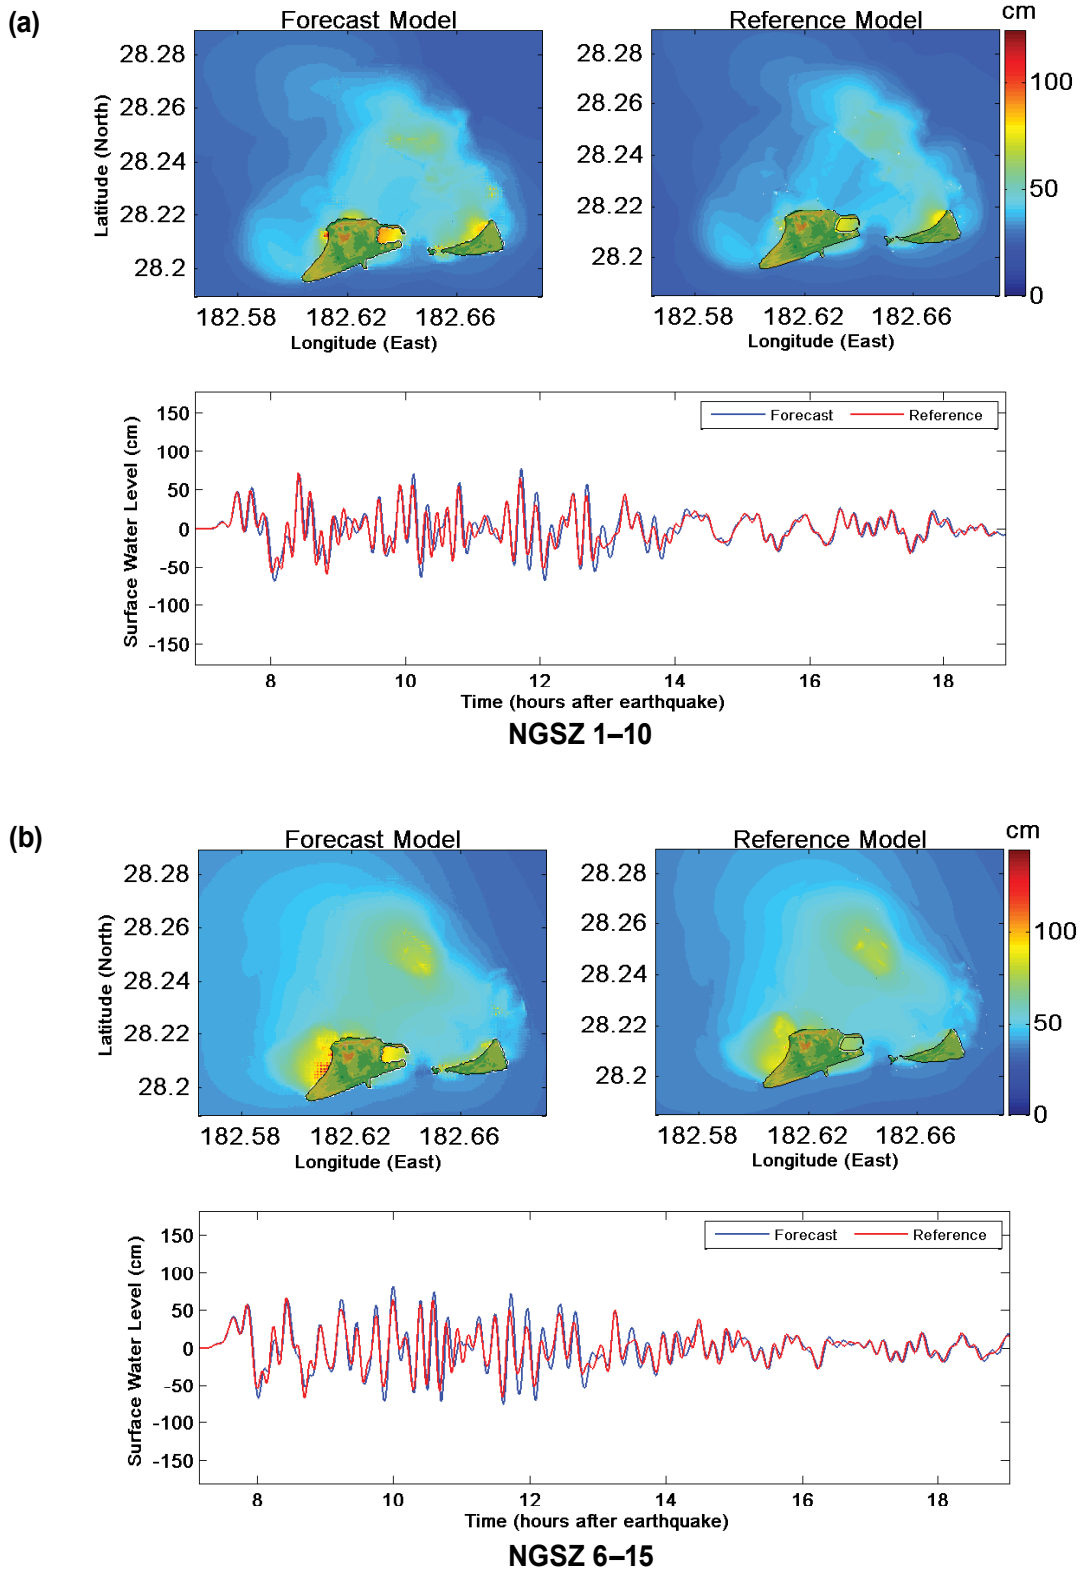 (a)
Forecast Model
Reference Model
cm
28.28
28.26
28.24
28.22
28.2
Latitude (North)
182.58 182.62 182.66
Longitude (East)
182.58 182.62 182.66
Longitude (East)
100
50
0
150
100
50
0
-50
-100
-150
Surface Water Level (cm)
Forecast Reference
8 10 12 14 16 18
Time (hours after earthquake)
NGSZ 1–10
(b)
Forecast Model
Reference Model
cm
28.28
28.26
28.24
28.22
28.2
Latitude (North)
28.28
28.26
28.24
28.22
28.2
182.58 182.62 182.66
Longitude (East)
182.58 182.62 182.66
Longitude (East)
100
50
0
150
100
50
0
-50
-100
-150
Surface Water Level (cm)
Forecast Reference
8 10 12 14 16 18
Time (hours after earthquake)
NGSZ 6–15
28.28
28.26
28.24
28.22
28.2